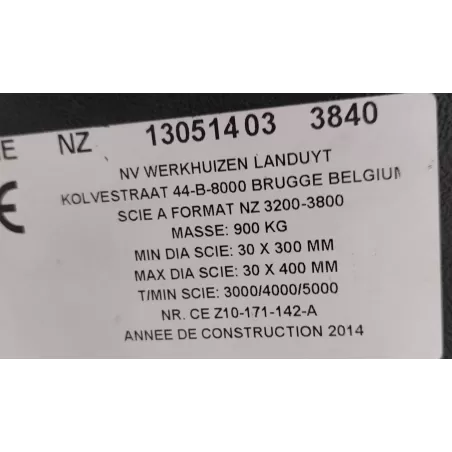 E NZ 13051403 3840
CE
NV WERKHUIZEN LANDUYT
KOLVESTRAAT 44-B-8000 BRUGGE BELGIUM
SCIE A FORMAT NZ 3200-3800
MASSE: 900 KG
MIN DIA SCIE: 30 X 300 MM
MAX DIA SCIE: 30 X 400 MM
T/MIN SCIE: 3000/4000/5000
NR. CE Z10-171-142-A
ANNEE DE CONSTRUCTION 2014